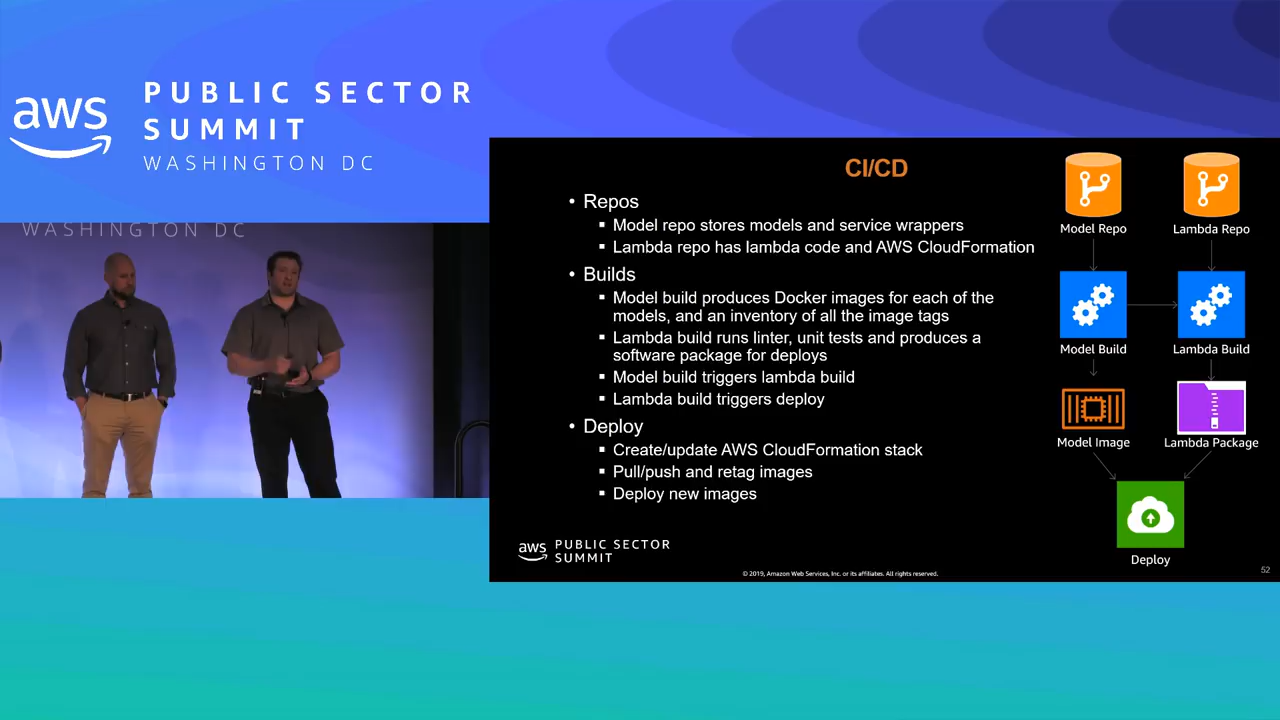 aws
PUBLIC SECTOR
SUMMIT
WASHINGTON DC
WASHINGTON DC
CI/CD
• Repos
▪ Model repo stores models and service wrappers
▪ Lambda repo has lambda code and AWS CloudFormation
• Builds
▪ Model build produces Docker images for each of the
models, and an inventory of all the image tags
▪ Lambda build runs linter, unit tests and produces a
software package for deploys
▪ Model build triggers lambda build
▪ Lambda build triggers deploy
• Deploy
▪ Create/update AWS CloudFormation stack
▪ Pull/push and retag images
▪ Deploy new images
Model Repo
Lambda Repo
Model Build
Lambda Build
Model Image
Lambda Package
Deploy
aws
PUBLIC SECTOR
SUMMIT
© 2019, Amazon Web Services, Inc. or its affiliates. All rights reserved.
52